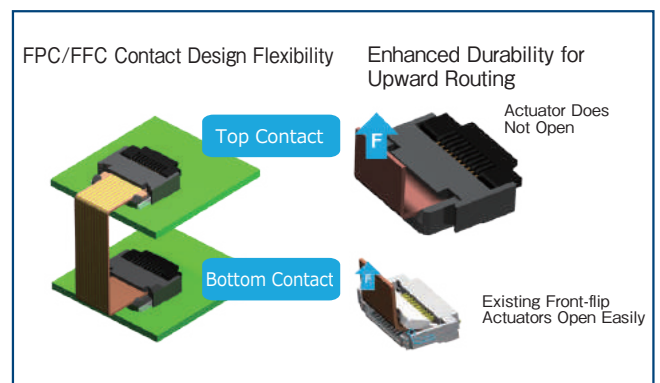 FPC/FFC Contact Design Flexibility
Enhanced Durability for
Upward Routing
Actuator Does
Not Open
Top Contact
F
Bottom Contact
F
Existing Front-flip
Actuators Open Easily